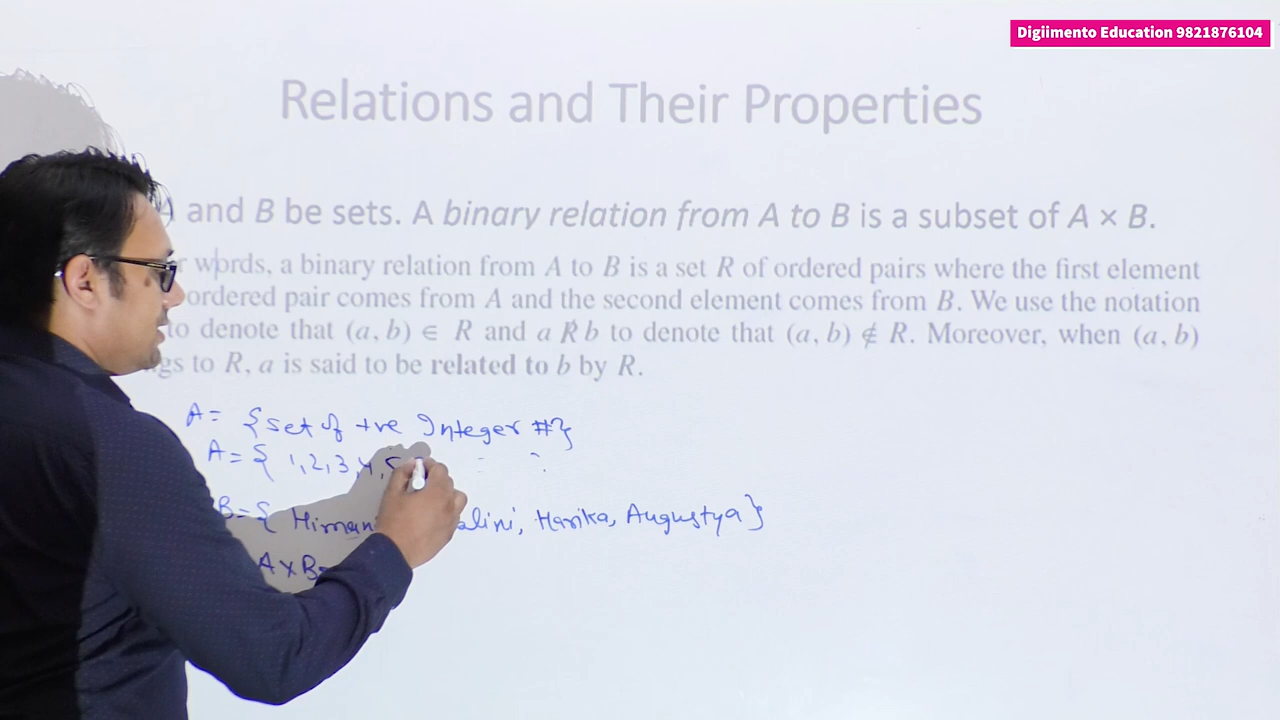 Digiimento Education 9821876104
Relations and Their Properties
and B be sets. A binary relation from A to B is a subset of A × B.
words, a binary relation from A to B is a set R of ordered pairs where the first element
ordered pair comes from A and the second element comes from B. We use the notation
to denote that (a, b) ∈ R and a R̸ b to denote that (a, b) ∉ R. Moreover, when (a, b)
to R, a is said to be related to b by R.
A = {Set of +ve Integer #}
A = { 1, 2, 3, 4, 5
B = { Harika, Augustya }
A × B =